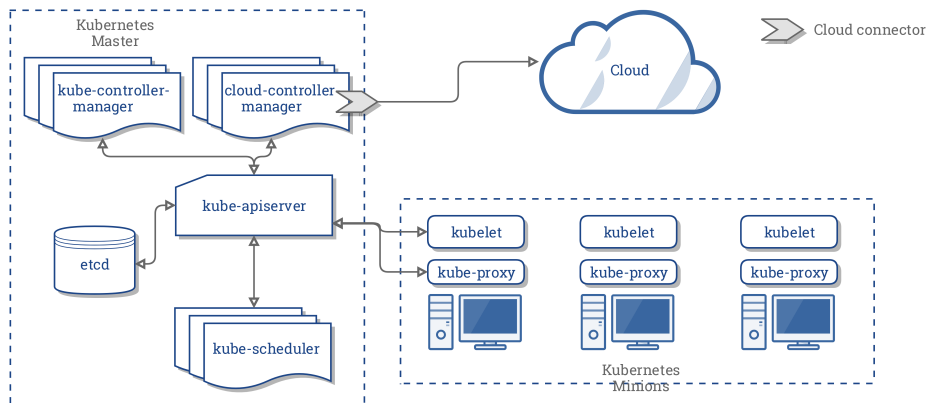 Kubernetes
Master
kube-controller-
manager
cloud-controller
manager
Cloud
Cloud connector
kube-apiserver
etcd
kube-scheduler
kubelet
kubelet
kubelet
kube-proxy
kube-proxy
kube-proxy
Kubernetes
Minions